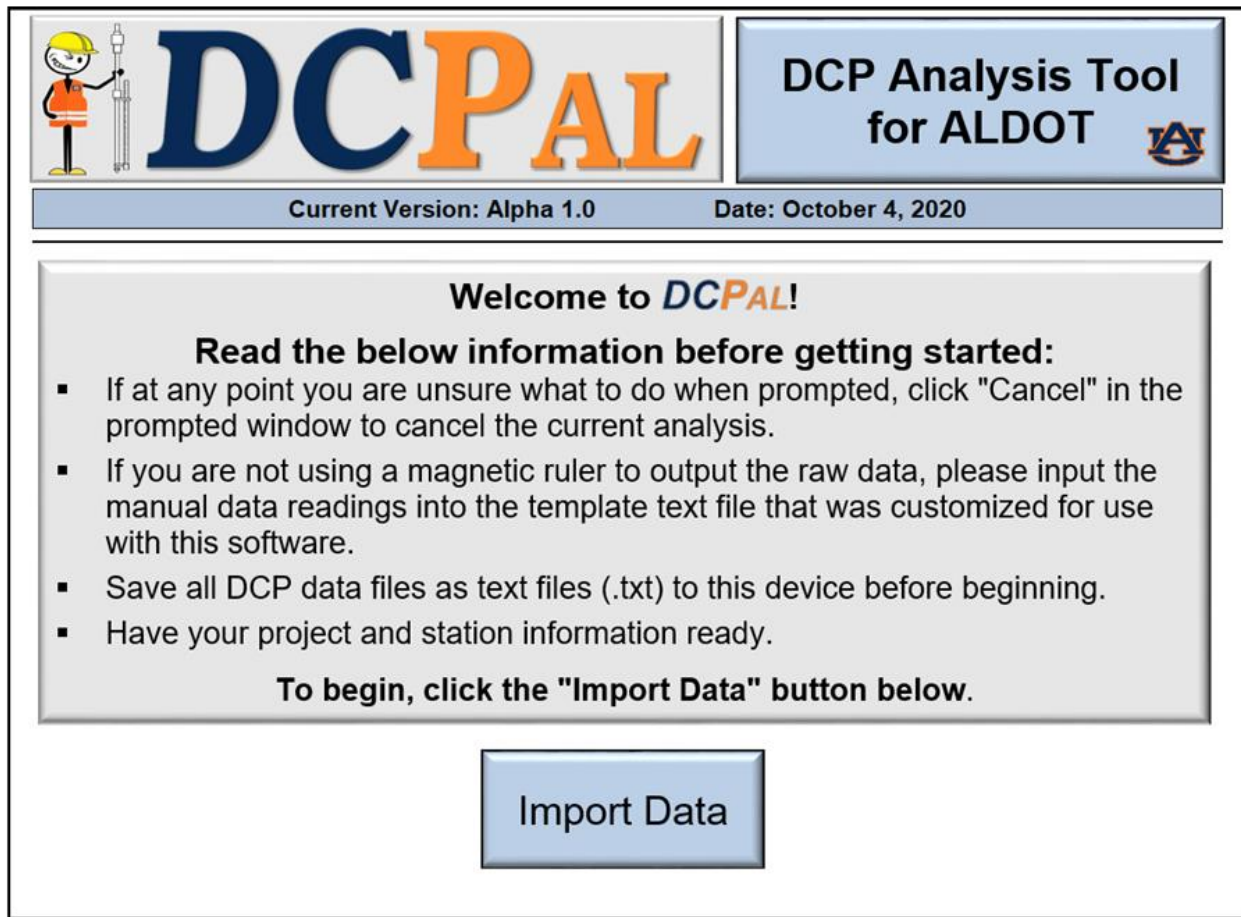 DCPAL
DCP Analysis Tool
for ALDOT
AU
Current Version: Alpha 1.0 Date: October 4, 2020
Welcome to DCPAL!
Read the below information before getting started:
▪ If at any point you are unsure what to do when prompted, click "Cancel" in the
prompted window to cancel the current analysis.
▪ If you are not using a magnetic ruler to output the raw data, please input the
manual data readings into the template text file that was customized for use
with this software.
▪ Save all DCP data files as text files (.txt) to this device before beginning.
▪ Have your project and station information ready.
To begin, click the "Import Data" button below.
Import Data